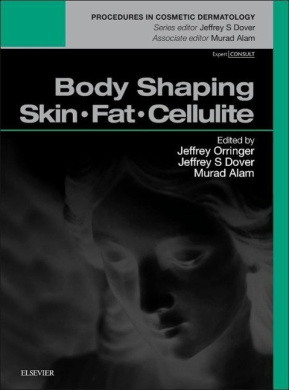 PROCEDURES IN COSMETIC DERMATOLOGY
Series editor Jeffrey S Dover
Associate editor Murad Alam
Expert CONSULT
Body Shaping
Skin•Fat•Cellulite
Edited by
Jeffrey Orringer
Jeffrey S Dover
Murad Alam
ELSEVIER